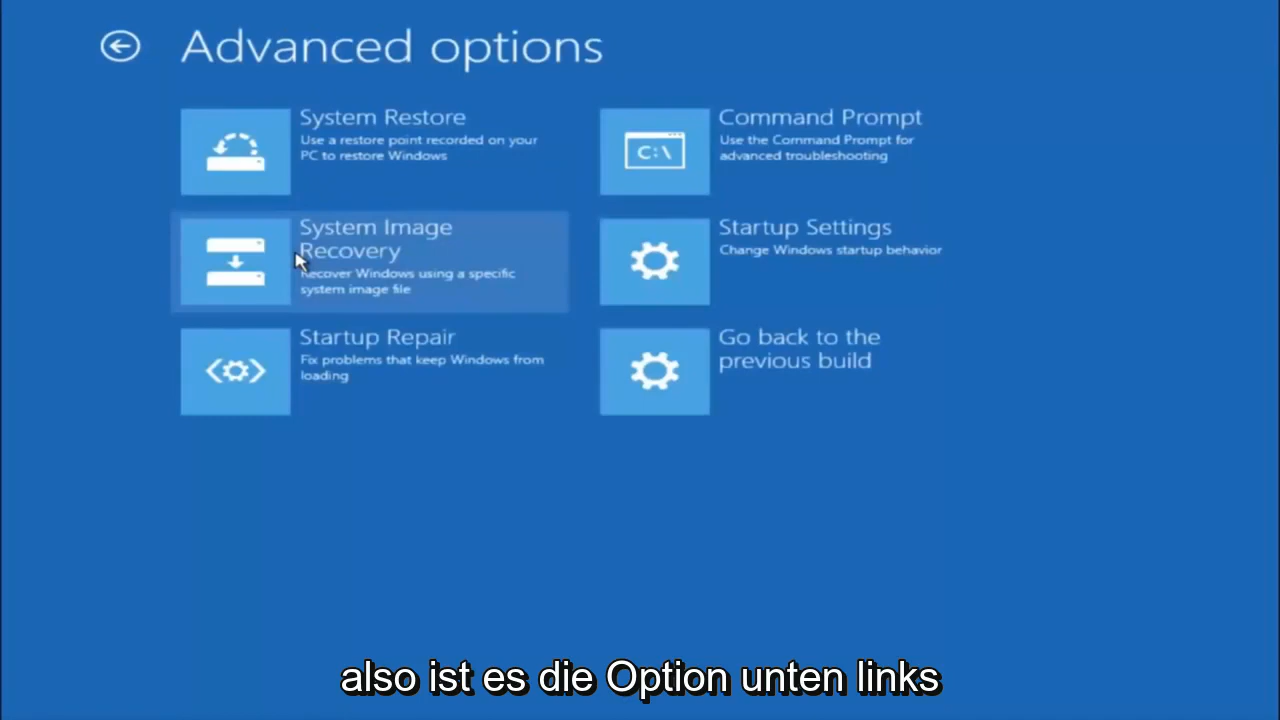 Advanced options
System Restore
Use a restore point recorded on your
PC to restore Windows
Command Prompt
Use the Command Prompt for
advanced troubleshooting
System Image
Recovery
Recover Windows using a specific
system image file
Startup Settings
Change Windows startup behavior
Startup Repair
Fix problems that keep Windows from
loading
Go back to the
previous build
C:\
also ist es die Option unten links